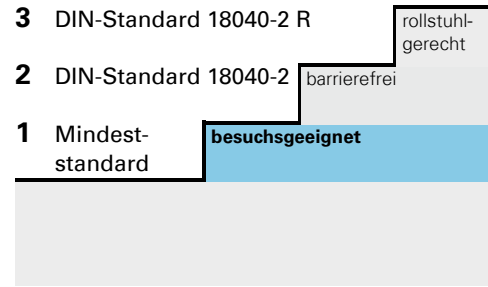 3 DIN-Standard 18040-2 R
rollstuhl-
gerecht
2 DIN-Standard 18040-2
barrierefrei
1 Mindest-
standard
besuchsgeeignet